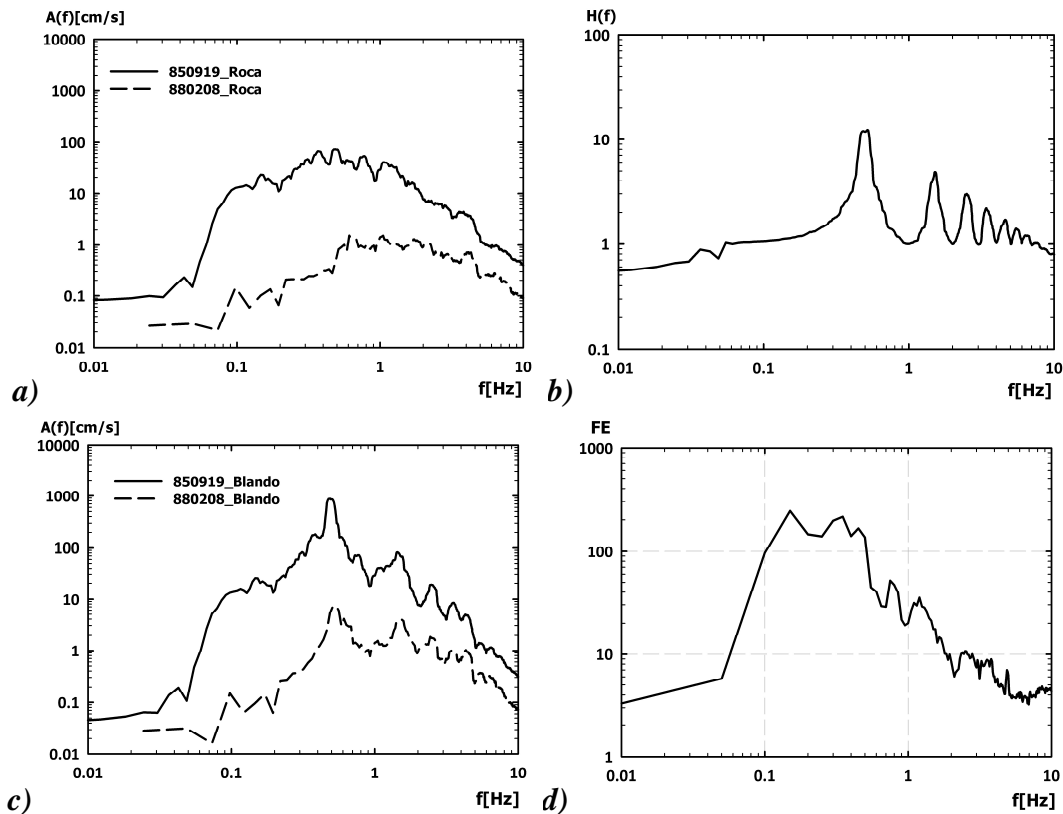 A(f)[cm/s]
10000
1000
100
10
1
0.1
0.01
850919_Roca
880208_Roca
0.01
0.1
1
10
f[Hz]
a)
H(f)
100
10
1
0.1
0.01
0.1
1
10
f[Hz]
b)
A(f)[cm/s]
10000
1000
100
10
1
0.1
0.01
850919_Blando
880208_Blando
0.01
0.1
1
10
f[Hz]
c)
FE
1000
100
10
1
0.01
0.1
1
10
f[Hz]
d)